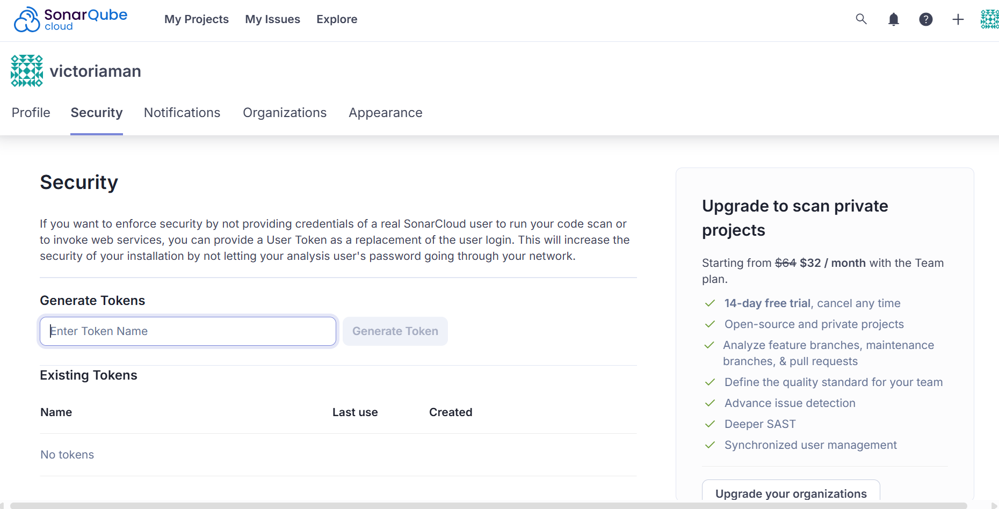 SonarQube cloud
My Projects My Issues Explore
?
victoriaman
Profile Security Notifications Organizations Appearance
Security
If you want to enforce security by not providing credentials of a real SonarCloud user to run your code scan or
to invoke web services, you can provide a User Token as a replacement of the user login. This will increase the
security of your installation by not letting your analysis user's password going through your network.
Generate Tokens
Enter Token Name
Generate Token
Existing Tokens
Name Last use Created
No tokens
Upgrade to scan private
projects
Starting from $64 $32 / month with the Team
plan.
14-day free trial, cancel any time
Open-source and private projects
Analyze feature branches, maintenance
branches, & pull requests
Define the quality standard for your team
Advance issue detection
Deeper SAST
Synchronized user management
Upgrade your organizations